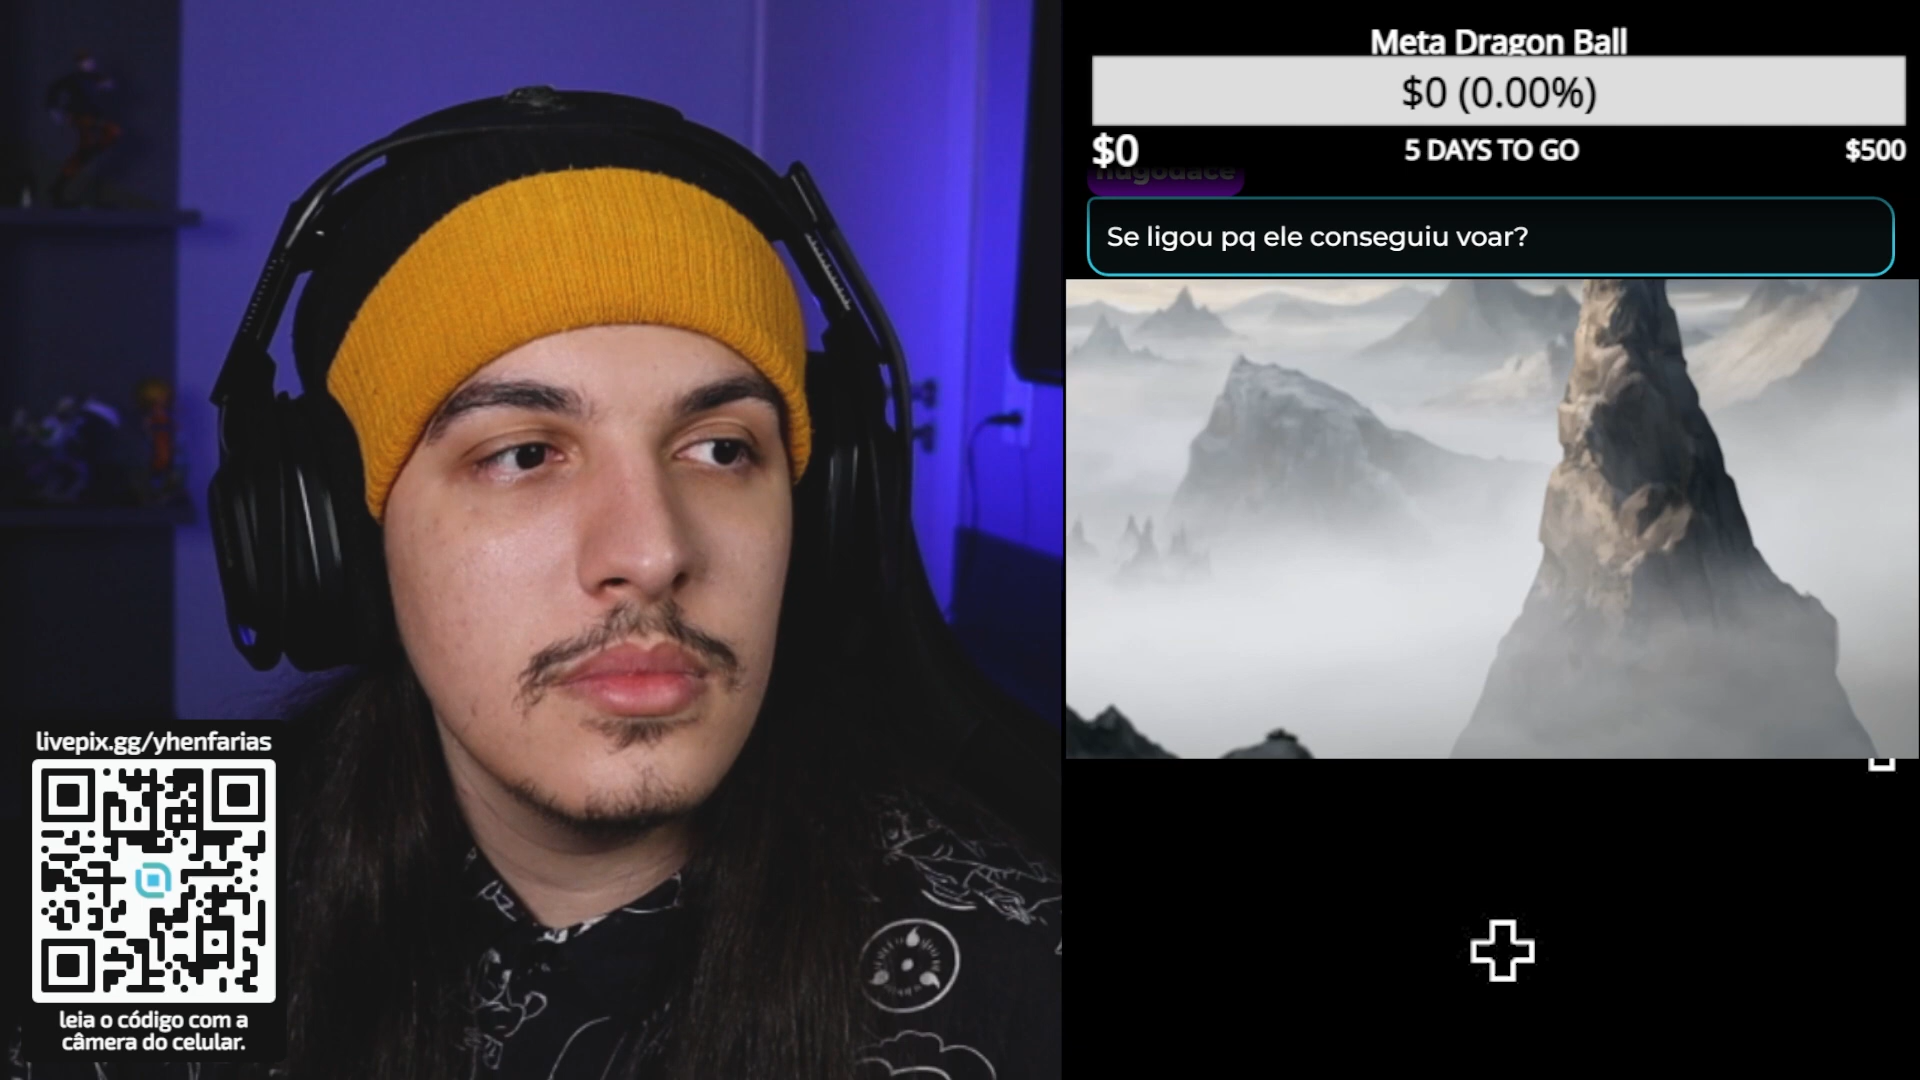 Meta Dragon Ball
$0 (0.00%)
$0
5 DAYS TO GO
$500
hugodace
Se ligou pq ele conseguiu voar?
livepix.gg/yhenfarias
leia o código com a
câmera do celular.